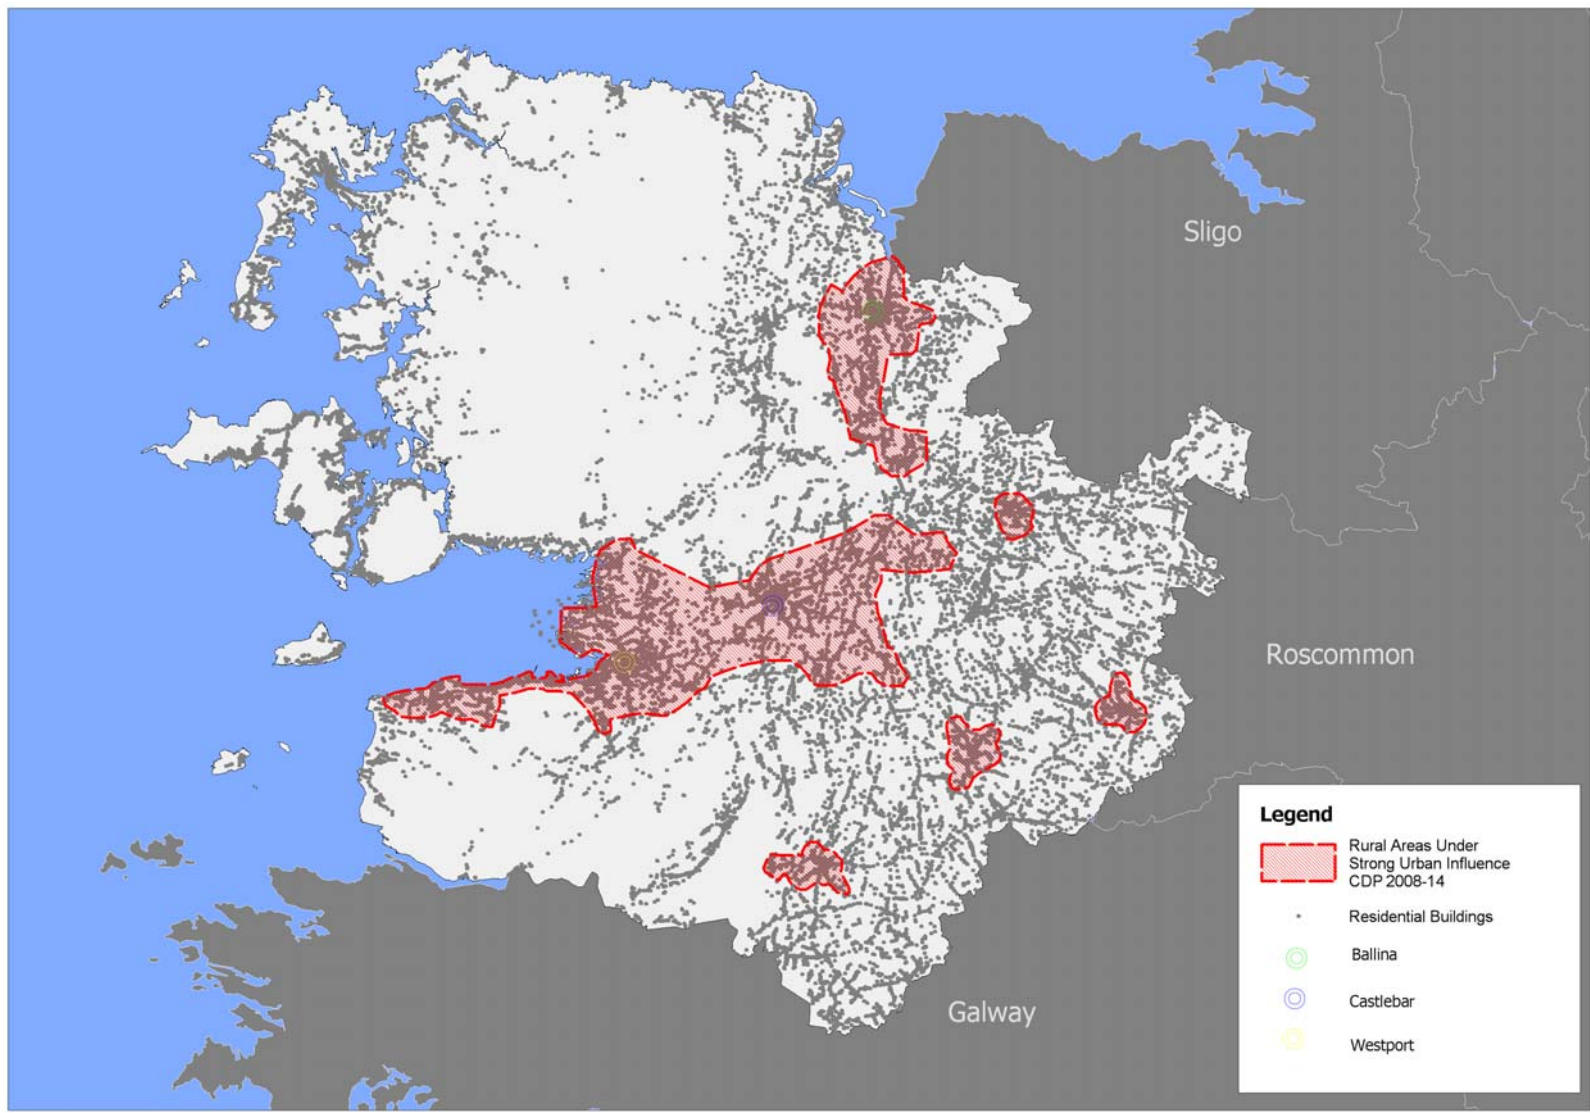 Sligo
Roscommon
Galway
Legend
Rural Areas Under
Strong Urban Influence
CDP 2008-14
Residential Buildings
Ballina
Castlebar
Westport